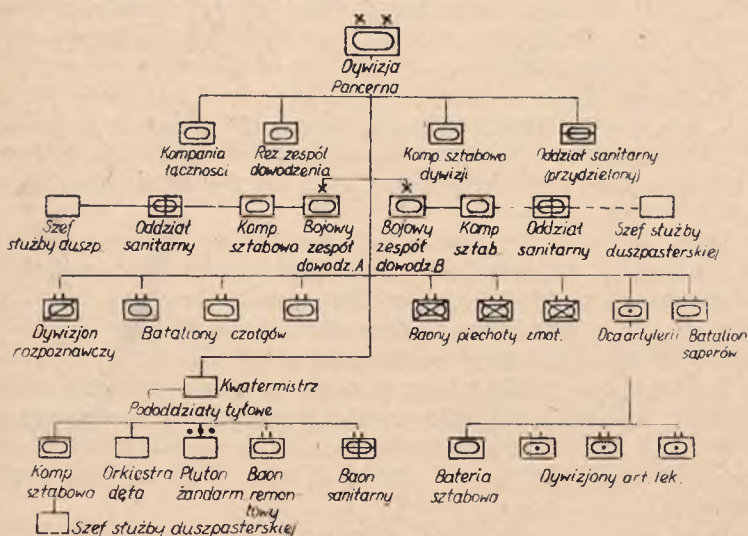 Dywizja
Pancerna
Kompania
łączności
Rez zespół
dowodzenia
Komp. sztabowa
dywizji
Oddział sanitarny
(przydzielony)
Szef
służby duszp.
Oddział
sanitarny
Komp.
sztabowa
Bojowy
zespół
dowodz. A
Bojowy
zespół
dowodz. B
Komp
sztab.
Oddział
sanitarny
Szef służby
duszpasterskiej
Dywizjon
rozpoznawczy
Bataliony czołgów
Baony piechoty zmot.
Dca artylerii
Batalion
saperów
Kwatermistrz
Pododdziały tyłowe
Komp
sztabowa
Orkiestra
dęta
Pluton
żandarm
Baon
remon-
towy
Baon
sanitarny
Bateria
sztabowa
Dywizjony art. lek.
Szef służby duszpasterskiej